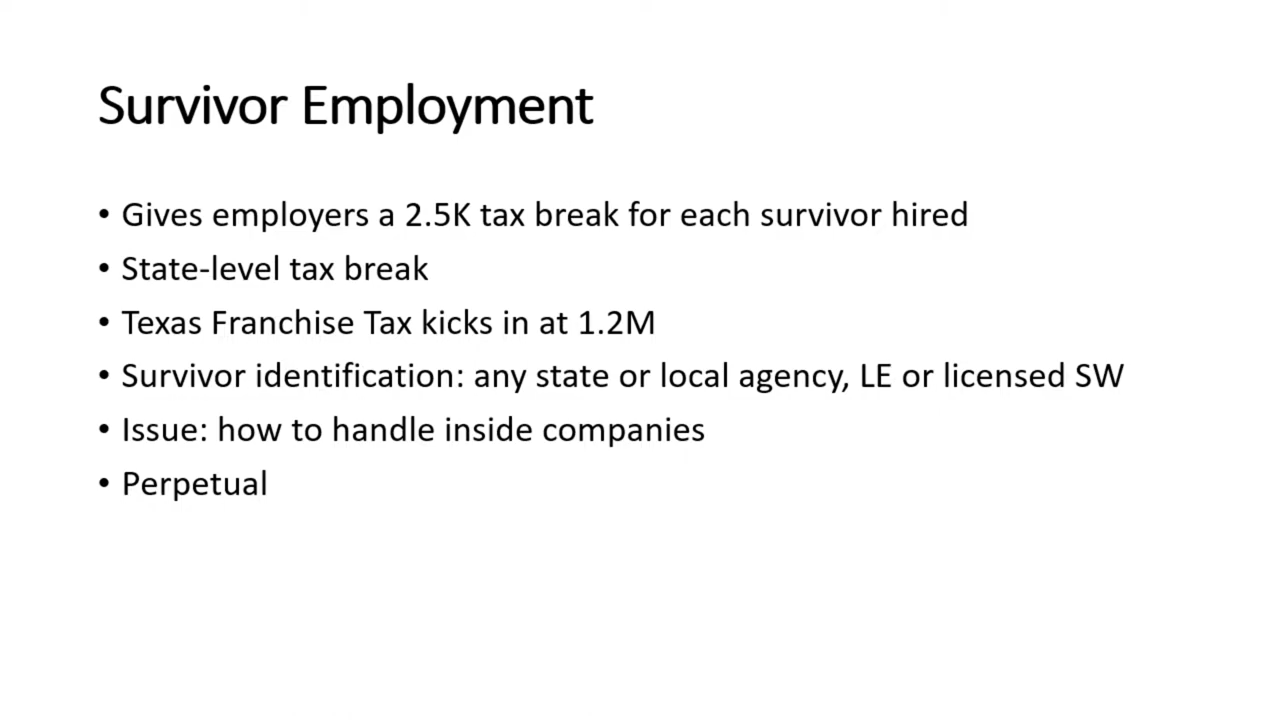 Survivor Employment
• Gives employers a 2.5K tax break for each survivor hired
• State-level tax break
• Texas Franchise Tax kicks in at 1.2M
• Survivor identification: any state or local agency, LE or licensed SW
• Issue: how to handle inside companies
• Perpetual